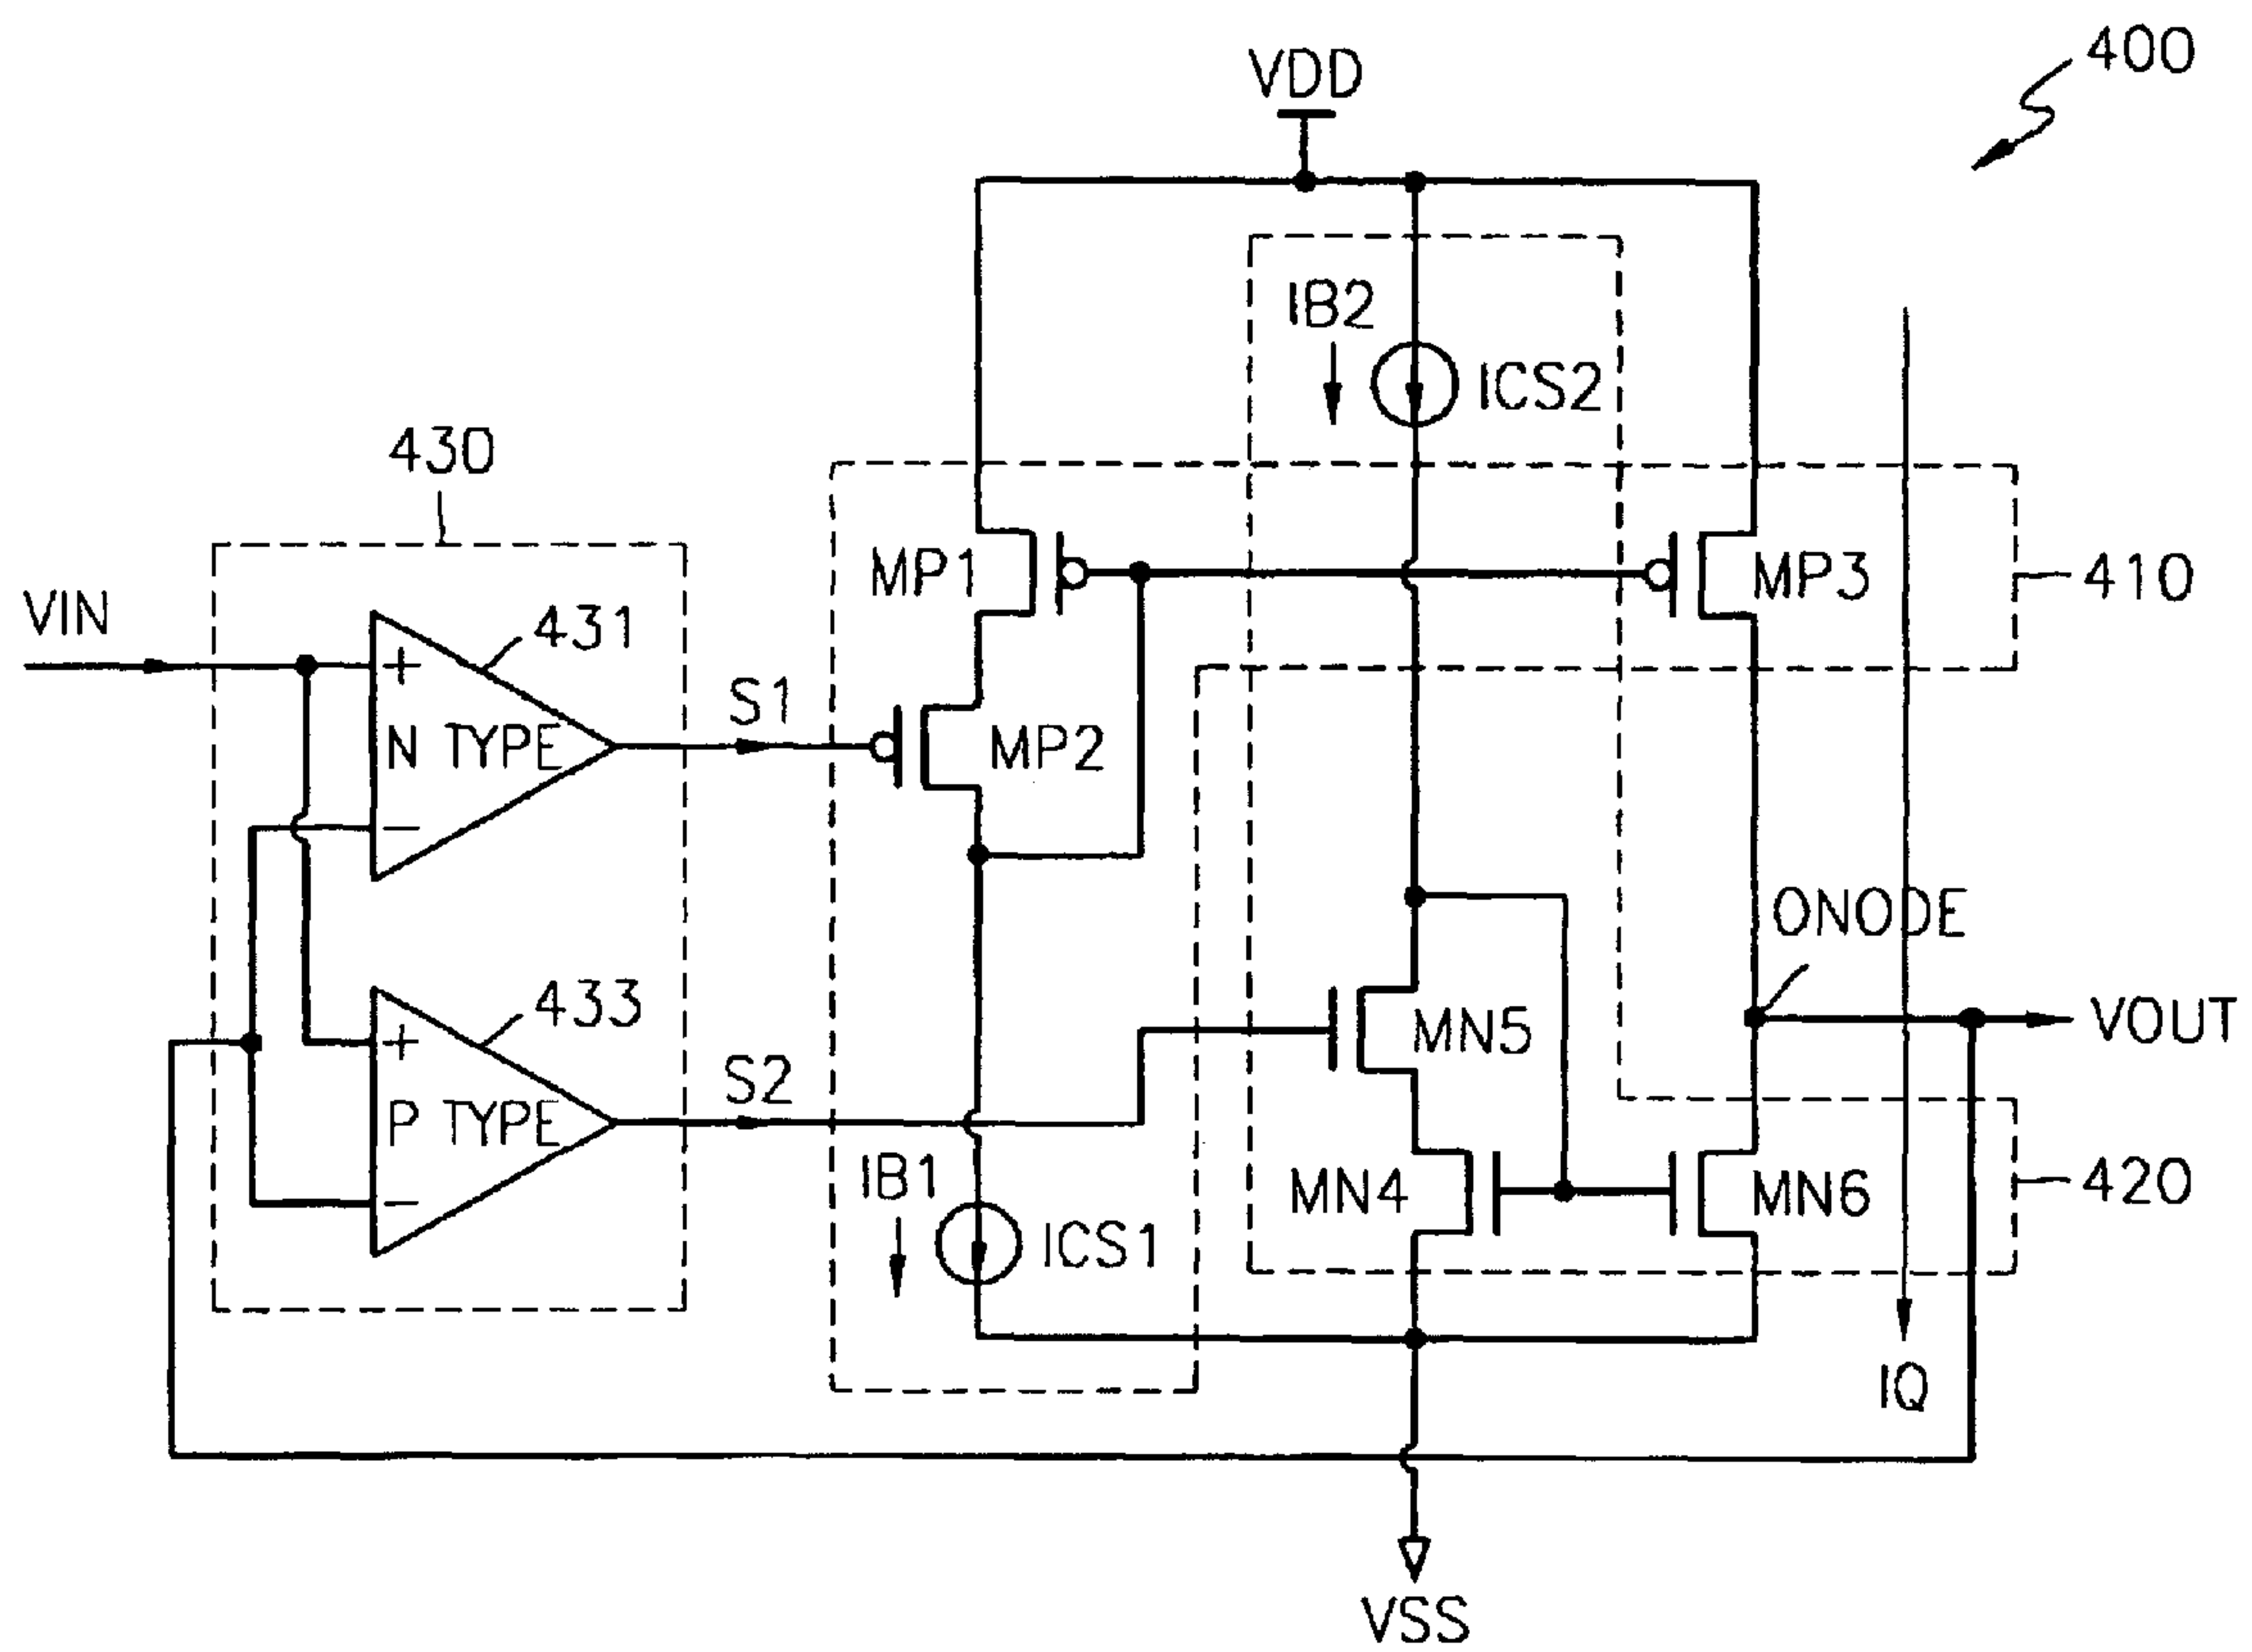 400
VDD
IB2
ICS2
430
MP1
MP3
410
VIN
431
+
N TYPE
−
S1
MP2
ONODE
433
+
P TYPE
−
S2
MN5
VOUT
IB1
ICS1
MN4
MN6
420
IQ
VSS